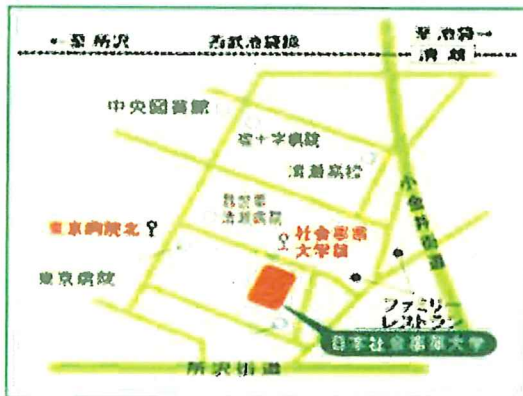 ←至 所沢
西武池袋線
至 池袋→
清瀬
中央図書館
清瀬高校
小金井街道
清瀬病院
東京病院北
社会事業
大学前
東京病院
ファミリー
レストラン
日本社会事業大学
所沢街道